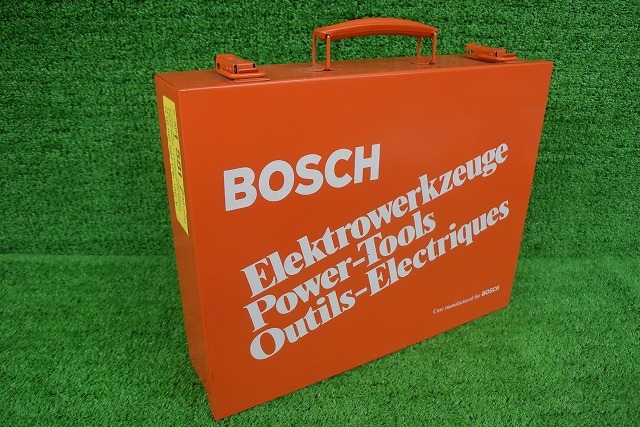 BOSCH
Elektrowerkzeuge
Power-Tools
Outils-Electriques
Case manufactured for BOSCH